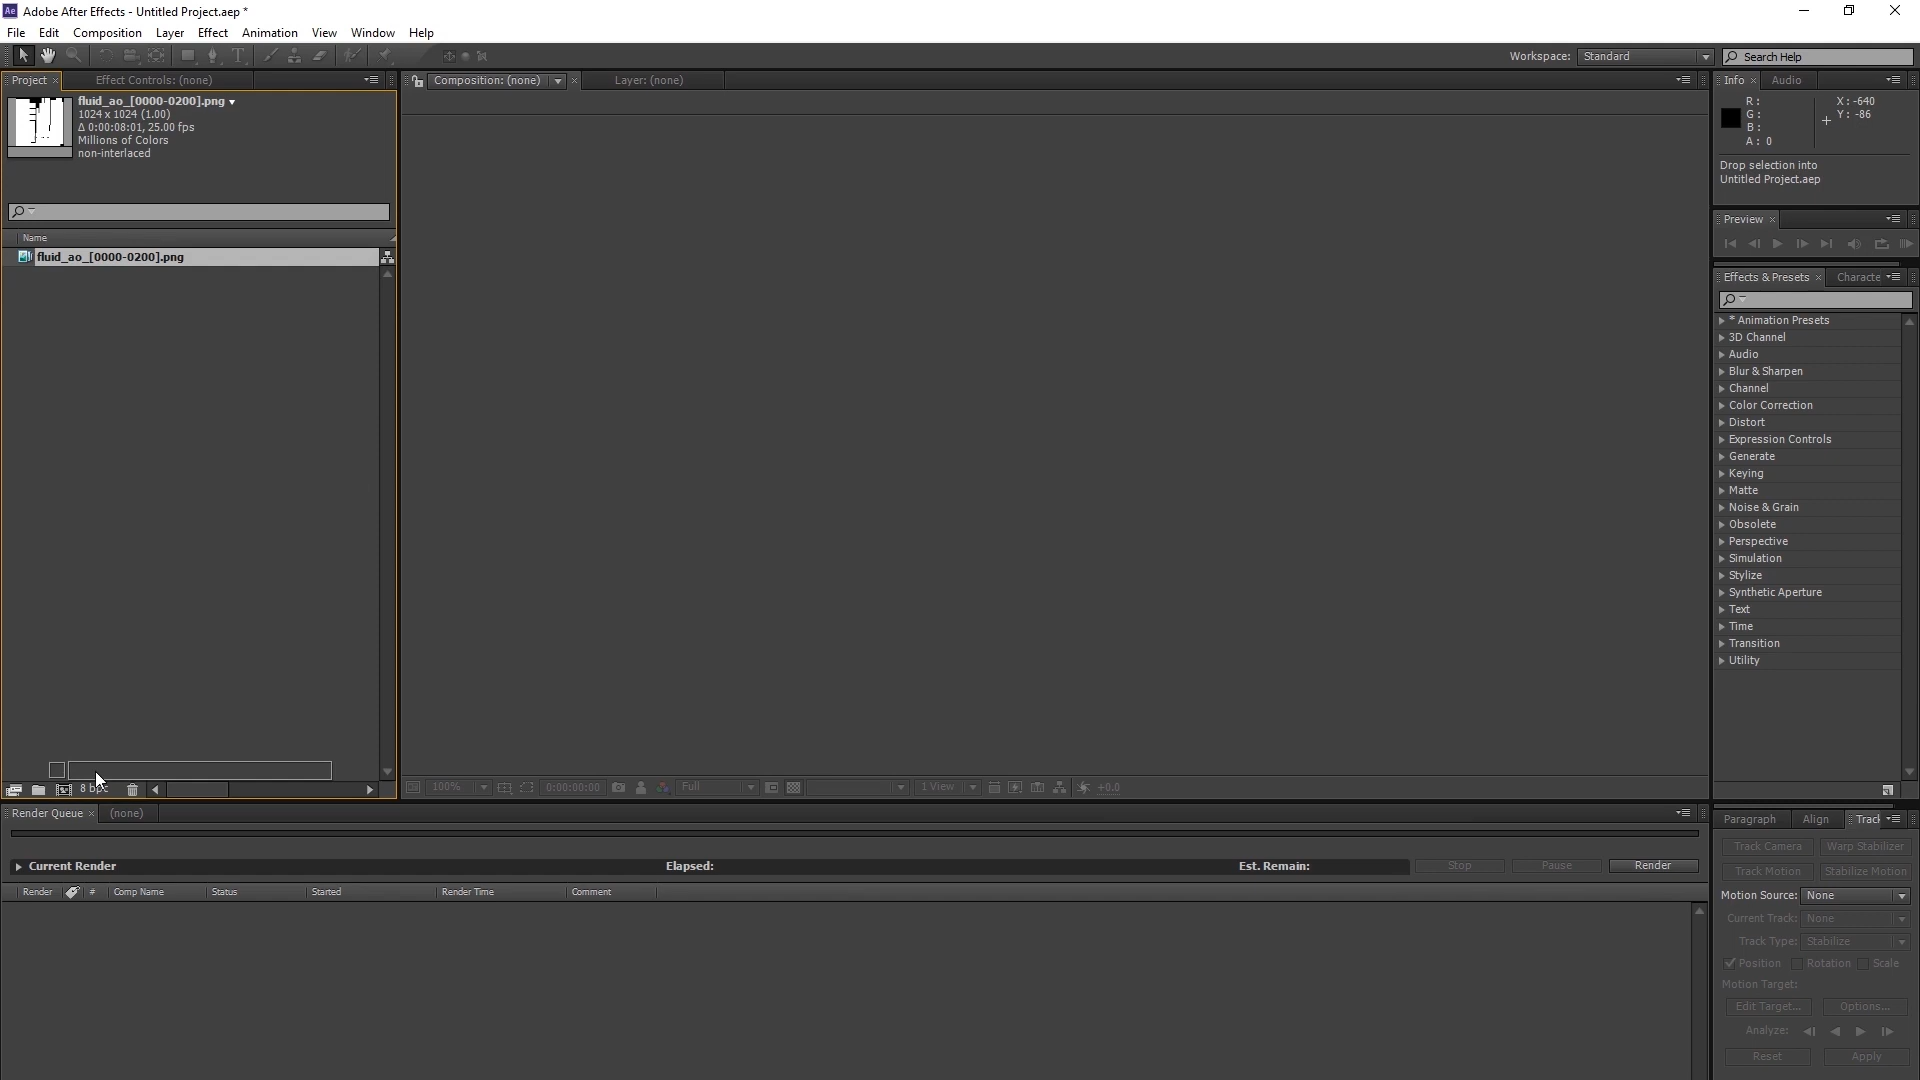 Adobe After Effects - Untitled Project.aep *
File Edit Composition Layer Effect Animation View Window Help
Workspace: Standard Search Help
Project Effect Controls: (none) Composition: (none) Layer: (none) Info Audio
fluid_ao_[0000-0200].png
1024 x 1024 (1.00)
Δ 0:00:08:01, 25.00 fps
Millions of Colors
non-interlaced
R:
G:
B:
A: 0
X: -640
Y: -86
Drop selection into
Untitled Project.aep
Preview
Name
fluid_ao_[0000-0200].png
Effects & Presets Characte
* Animation Presets
3D Channel
Audio
Blur & Sharpen
Channel
Color Correction
Distort
Expression Controls
Generate
Keying
Matte
Noise & Grain
Obsolete
Perspective
Simulation
Stylize
Synthetic Aperture
Text
Time
Transition
Utility
8 bpc
100% 0:00:00:00 Full 1 View +0.0
Render Queue (none)
Current Render Elapsed: Est. Remain: Stop Pause Render
Render # Comp Name Status Started Render Time Comment
Paragraph Align Track
Track Camera Warp Stabilizer
Track Motion Stabilize Motion
Motion Source: None
Current Track: None
Track Type: Stabilize
Position Rotation Scale
Motion Target:
Edit Target... Options...
Analyze:
Reset Apply